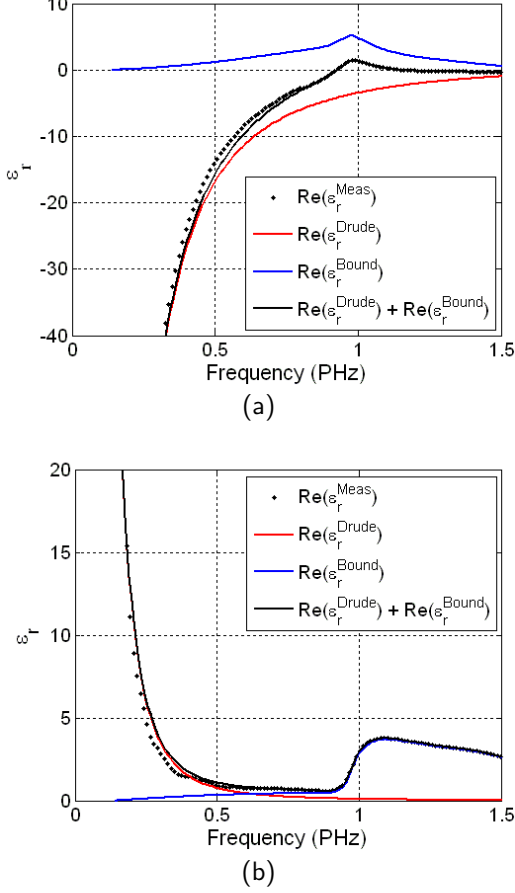 10
0
-10
-20
-30
-40
ε_r
Re(ε_r^Meas)
Re(ε_r^Drude)
Re(ε_r^Bound)
Re(ε_r^Drude) + Re(ε_r^Bound)
0 0.5 1 1.5
Frequency (PHz)
(a)
20
15
10
5
0
ε_r
Re(ε_r^Meas)
Re(ε_r^Drude)
Re(ε_r^Bound)
Re(ε_r^Drude) + Re(ε_r^Bound)
0 0.5 1 1.5
Frequency (PHz)
(b)